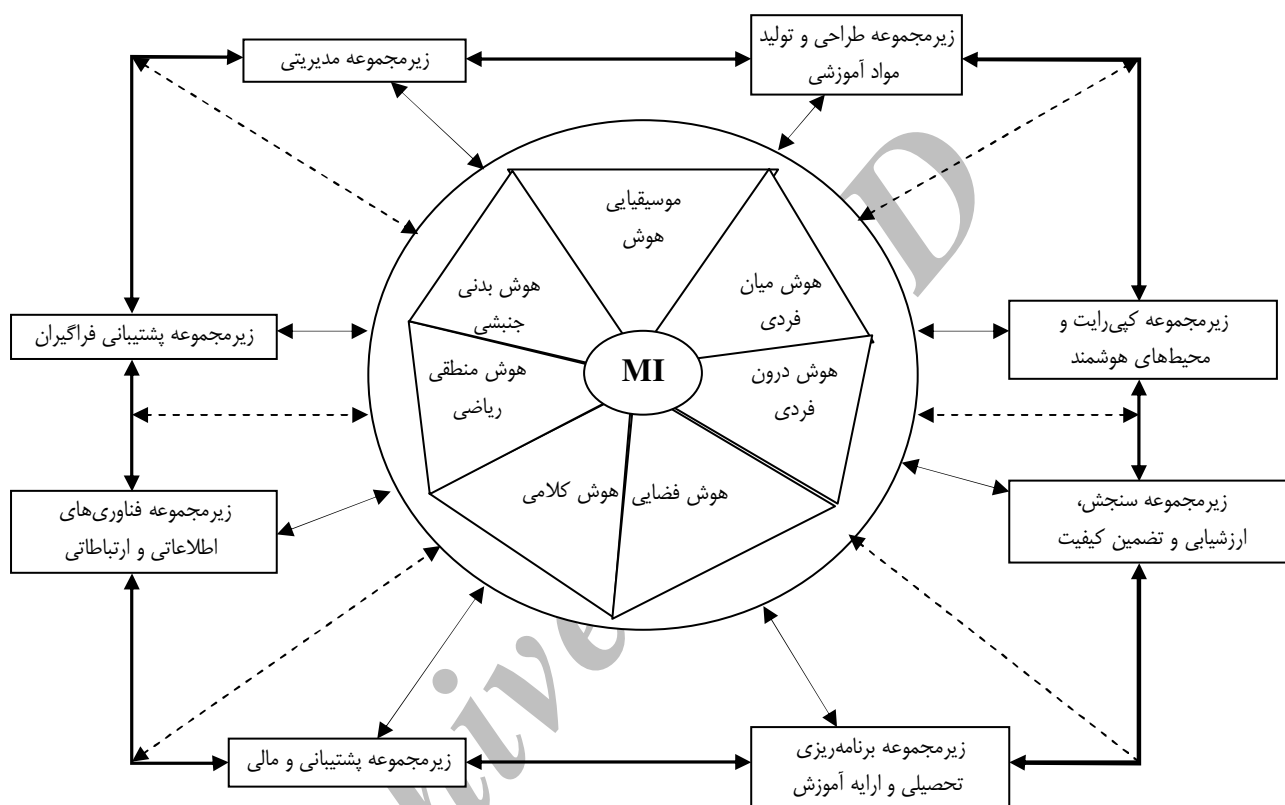 زیرمجموعه طراحی و تولید
مواد آموزشی
زیرمجموعه مدیریتی
موسیقیایی
هوش
هوش میان
فردی
هوش بدنی
جنبشی
زیرمجموعه کپی‌رایت و
محیط‌های هوشمند
زیرمجموعه پشتیبانی فراگیران
MI
هوش درون
فردی
هوش منطقی
ریاضی
هوش فضایی
هوش کلامی
زیرمجموعه سنجش،
ارزشیابی و تضمین کیفیت
زیرمجموعه فناوری‌های
اطلاعاتی و ارتباطاتی
زیرمجموعه برنامه‌ریزی
تحصیلی و ارایه آموزش
زیرمجموعه پشتیبانی و مالی